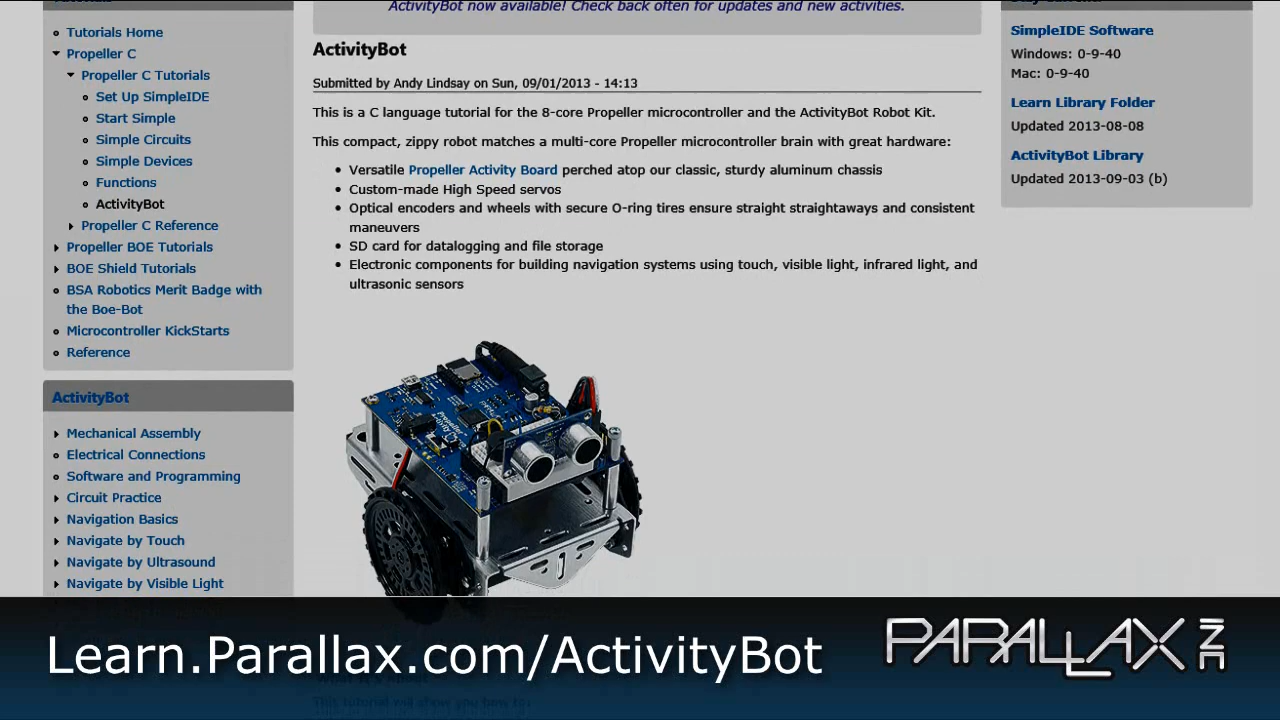 ActivityBot now available! Check back often for updates and new activities.
Tutorials Home
Propeller C
Propeller C Tutorials
Set Up SimpleIDE
Start Simple
Simple Circuits
Simple Devices
Functions
ActivityBot
Propeller C Reference
Propeller BOE Tutorials
BOE Shield Tutorials
BSA Robotics Merit Badge with
the Boe-Bot
Microcontroller KickStarts
Reference
ActivityBot
Mechanical Assembly
Electrical Connections
Software and Programming
Circuit Practice
Navigation Basics
Navigate by Touch
Navigate by Ultrasound
Navigate by Visible Light
ActivityBot
Submitted by Andy Lindsay on Sun, 09/01/2013 - 14:13
This is a C language tutorial for the 8-core Propeller microcontroller and the ActivityBot Robot Kit.
This compact, zippy robot matches a multi-core Propeller microcontroller brain with great hardware:
• Versatile Propeller Activity Board perched atop our classic, sturdy aluminum chassis
• Custom-made High Speed servos
• Optical encoders and wheels with secure O-ring tires ensure straight straightaways and consistent
maneuvers
• SD card for datalogging and file storage
• Electronic components for building navigation systems using touch, visible light, infrared light, and
ultrasonic sensors
SimpleIDE Software
Windows: 0-9-40
Mac: 0-9-40
Learn Library Folder
Updated 2013-08-08
ActivityBot Library
Updated 2013-09-03 (b)
Learn.Parallax.com/ActivityBot
PARALLAX INC
This tutorial will show you how to: